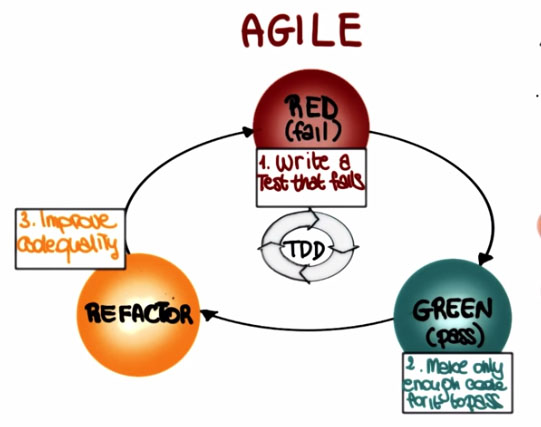 AGILE
RED
(fail)
1. Write a
Test that fails
TDD
3. Improve
code quality
REFACTOR
GREEN
(pass)
2. Make only
enough code
for it to pass